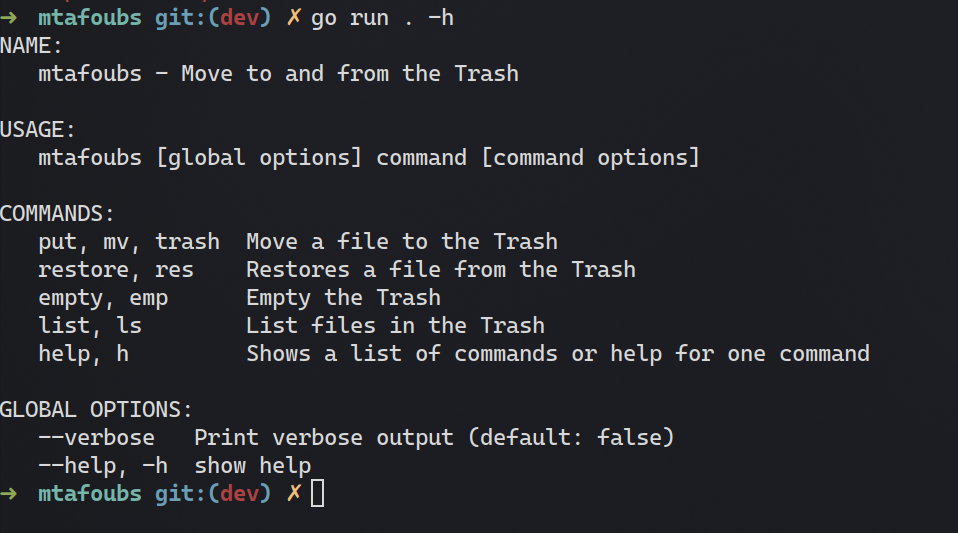 ➜  mtafoubs git:(dev) ✗ go run . -h
NAME:
   mtafoubs - Move to and from the Trash

USAGE:
   mtafoubs [global options] command [command options]

COMMANDS:
   put, mv, trash  Move a file to the Trash
   restore, res    Restores a file from the Trash
   empty, emp      Empty the Trash
   list, ls        List files in the Trash
   help, h         Shows a list of commands or help for one command

GLOBAL OPTIONS:
   --verbose   Print verbose output (default: false)
   --help, -h  show help
➜  mtafoubs git:(dev) ✗